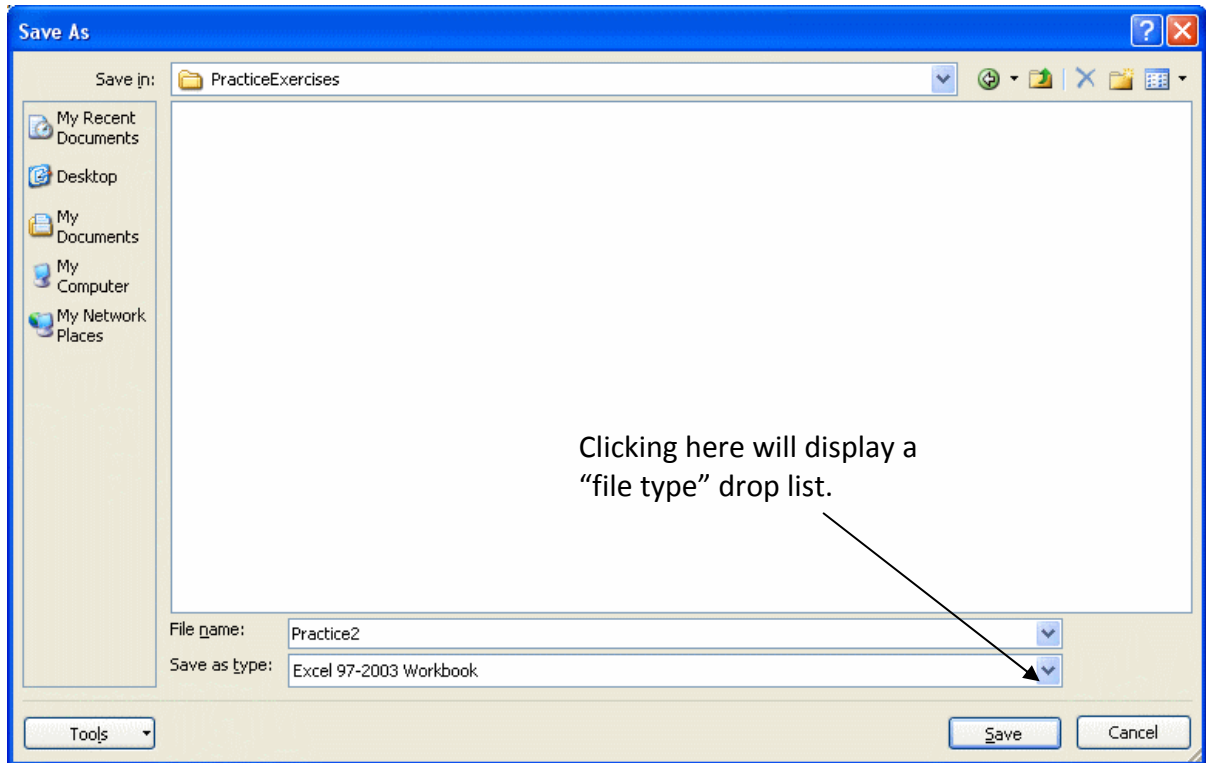 Save As
Save in: PracticeExercises
My Recent
Documents
Desktop
My
Documents
My
Computer
My Network
Places
Clicking here will display a
“file type” drop list.
File name: Practice2
Save as type: Excel 97-2003 Workbook
Tools Save Cancel